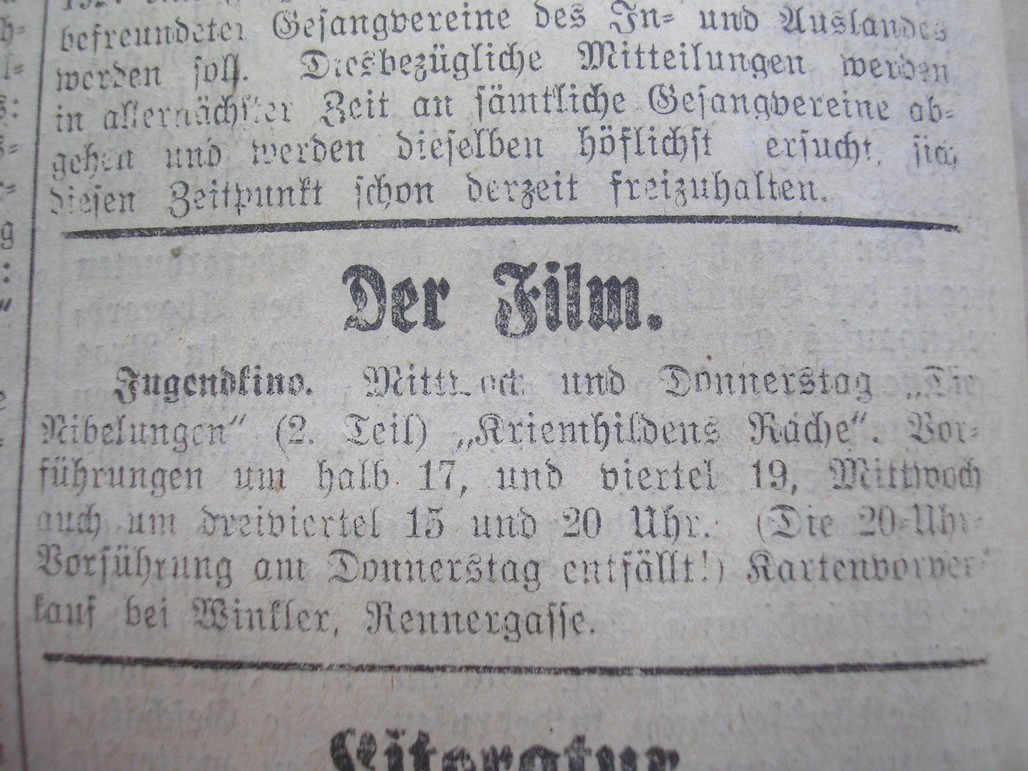 befreundeter Gesangvereine des In- und Auslandes
werden soll. Diesbezügliche Mitteilungen werden
in allernächster Zeit an sämtliche Gesangvereine ab-
gehen und werden dieselben höflichst ersucht, sich
diesen Zeitpunkt schon derzeit freizuhalten.
Der Film.
Jugendkino. Mittwoch und Donnerstag „Die
Nibelungen“ (2. Teil) „Kriemhildens Rache“. Vor-
führungen um halb 17, und viertel 19, Mittwoch
auch um dreiviertel 15 und 20 Uhr. (Die 20-Uhr-
Vorführung am Donnerstag entfällt!) Kartenvorver-
kauf bei Winkler, Rennergasse.
Literatur